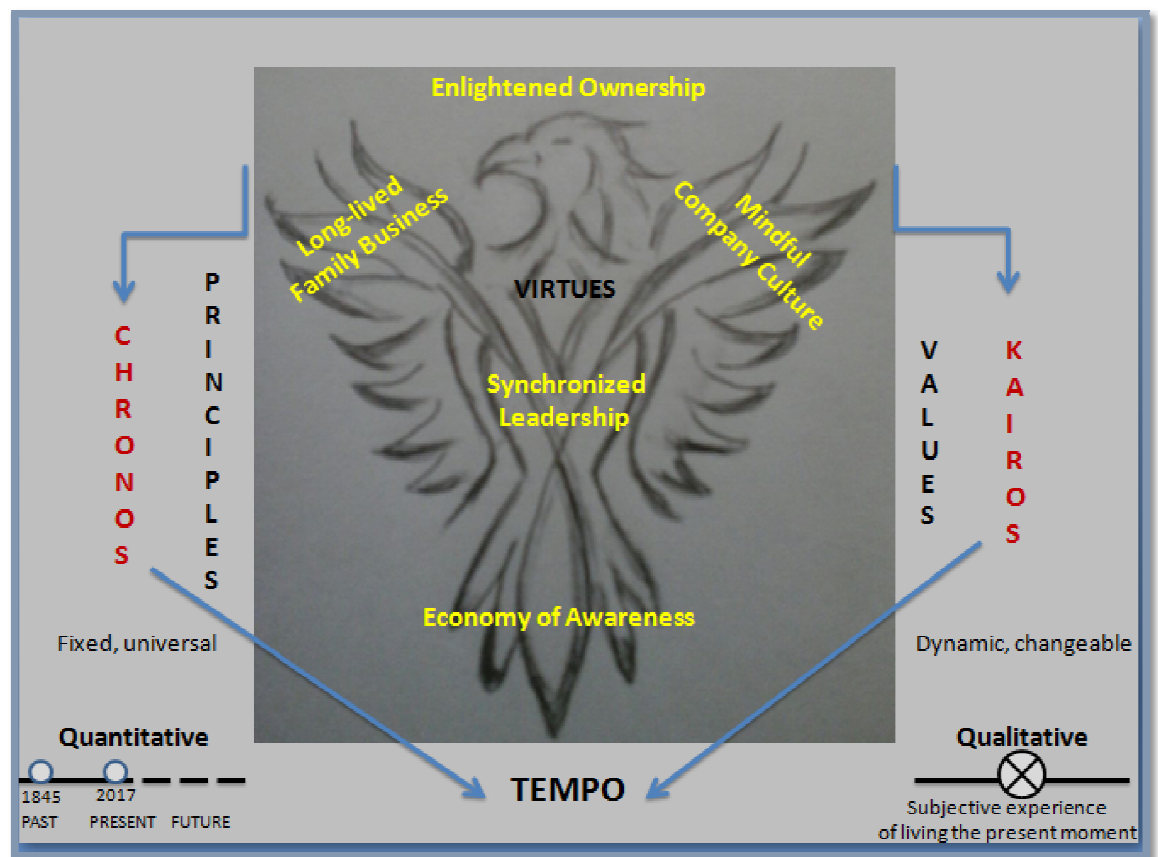 Enlightened Ownership
Long-lived
Family Business
Mindful
Company Culture
VIRTUES
Synchronized
Leadership
Economy of Awareness
CHRONOS
PRINCIPLES
VALUES
KAIROS
Fixed, universal
Dynamic, changeable
Quantitative
1845 2017
PAST PRESENT FUTURE
TEMPO
Qualitative
Subjective experience
of living the present moment